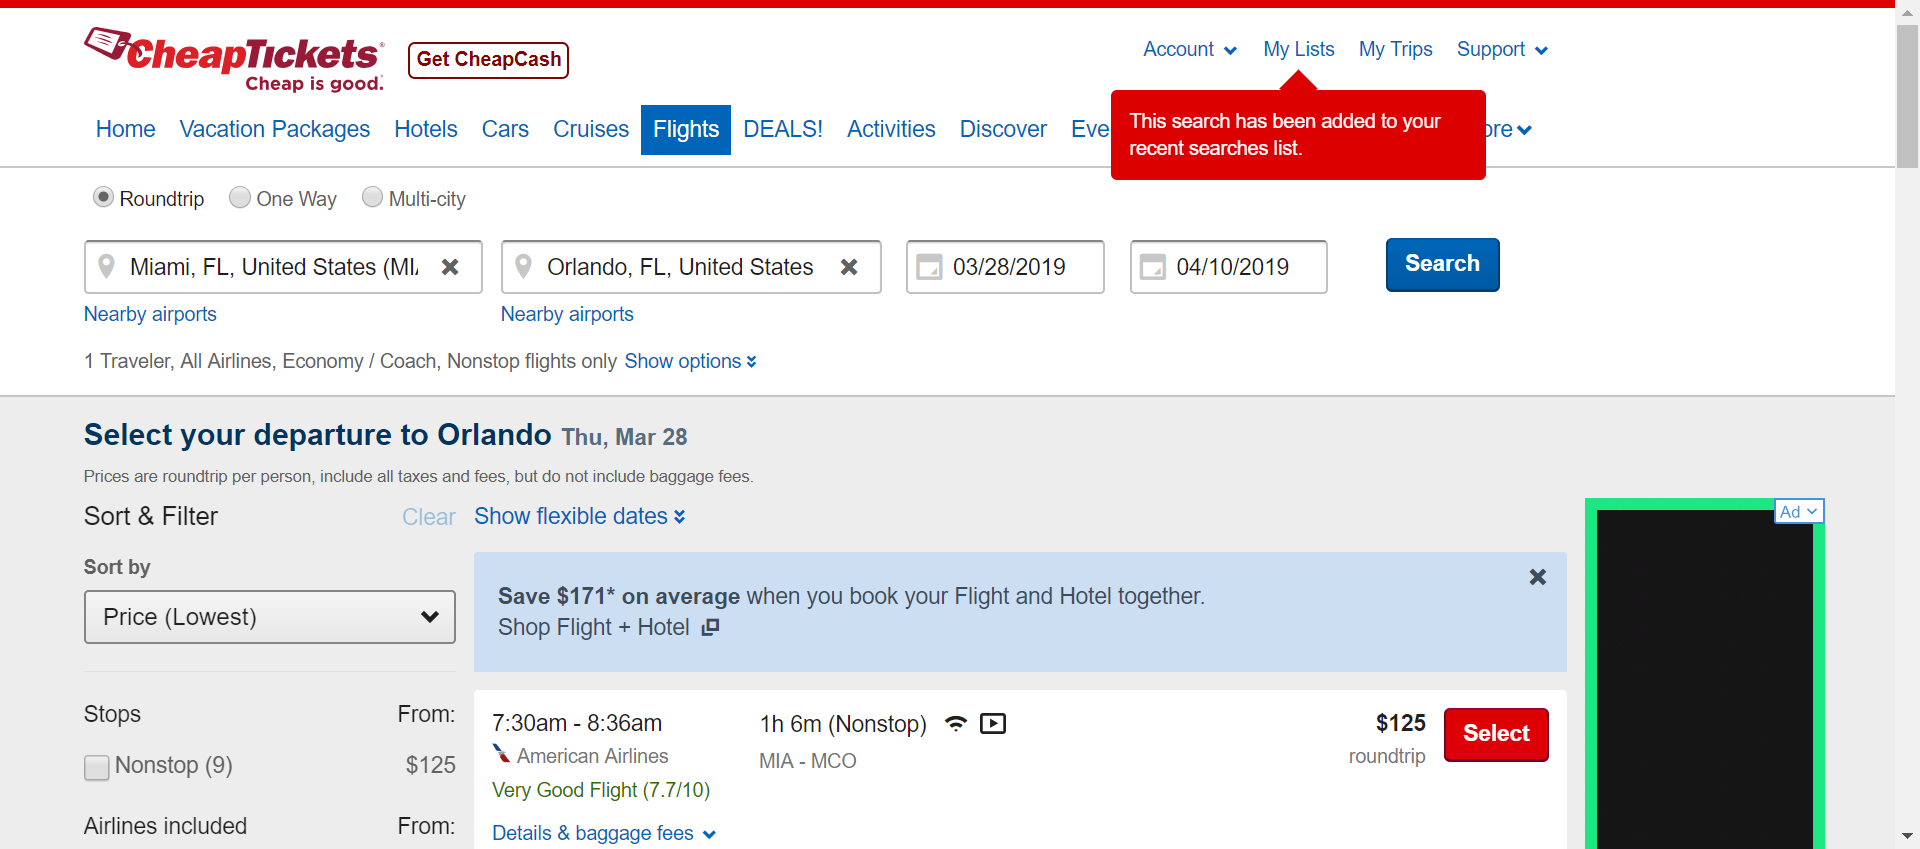 CheapTickets
Cheap is good.
Get CheapCash
Account
My Lists
My Trips
Support
This search has been added to your
recent searches list.
Home
Vacation Packages
Hotels
Cars
Cruises
Flights
DEALS!
Activities
Discover
Roundtrip
One Way
Multi-city
Miami, FL, United States (MI
Orlando, FL, United States
03/28/2019
04/10/2019
Search
Nearby airports
Nearby airports
1 Traveler, All Airlines, Economy / Coach, Nonstop flights only Show options
Select your departure to Orlando Thu, Mar 28
Prices are roundtrip per person, include all taxes and fees, but do not include baggage fees.
Sort & Filter
Clear
Show flexible dates
Ad
Sort by
Price (Lowest)
Save $171* on average when you book your Flight and Hotel together.
Shop Flight + Hotel
Stops
From:
Nonstop (9)
$125
Airlines included
From:
7:30am - 8:36am
1h 6m (Nonstop)
$125
Select
American Airlines
MIA - MCO
roundtrip
Very Good Flight (7.7/10)
Details & baggage fees